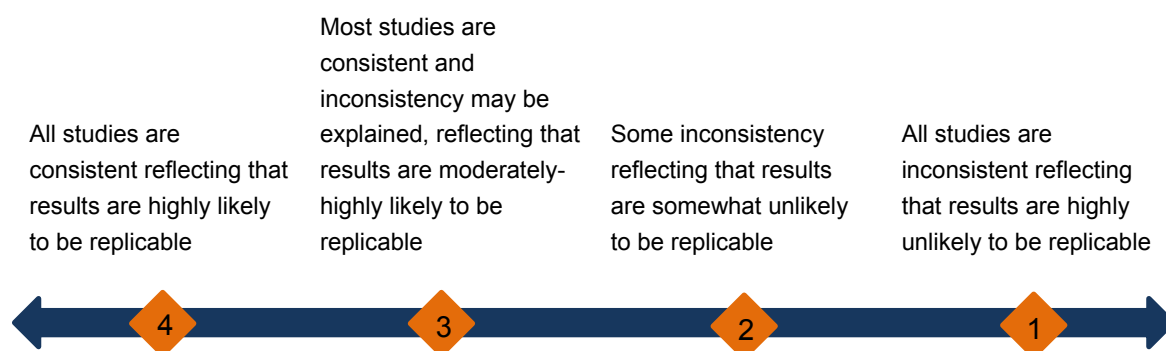 All studies are
consistent reflecting that
results are highly likely
to be replicable
Most studies are
consistent and
inconsistency may be
explained, reflecting that
results are moderately-
highly likely to be
replicable
Some inconsistency
reflecting that results
are somewhat unlikely
to be replicable
All studies are
inconsistent reflecting
that results are highly
unlikely to be replicable
4
3
2
1